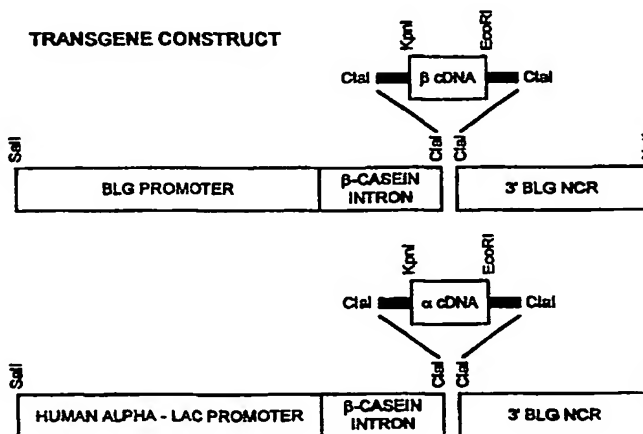 TRANSGENE CONSTRUCT
KpnI
EcoRI
ClaI
β cDNA
ClaI
SalI
ClaI
ClaI
BLG PROMOTER
β-CASEIN INTRON
3' BLG NCR
KpnI
EcoRI
ClaI
α cDNA
ClaI
SalI
ClaI
ClaI
HUMAN ALPHA - LAC PROMOTER
β-CASEIN INTRON
3' BLG NCR